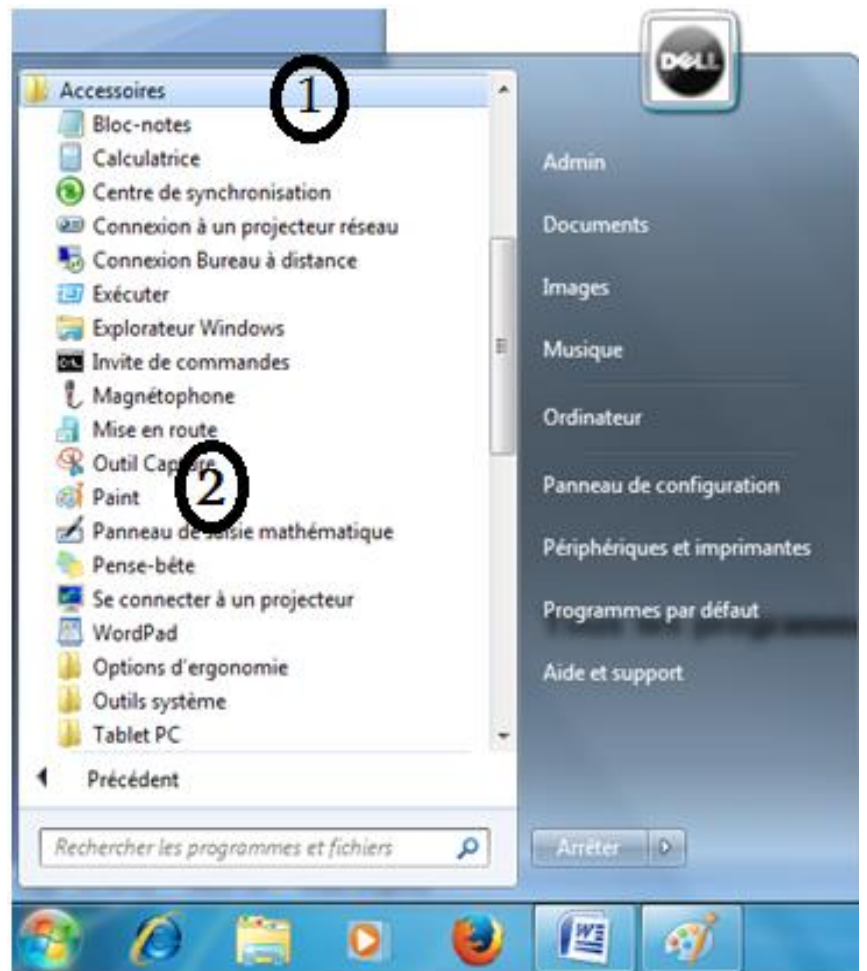 DELL
Accessoires
1
Bloc-notes
Calculatrice
Centre de synchronisation
Connexion à un projecteur réseau
Connexion Bureau à distance
Exécuter
Explorateur Windows
Invite de commandes
Magnétophone
Mise en route
Outil Capture
2
Paint
Panneau de saisie mathématique
Pense-bête
Se connecter à un projecteur
WordPad
Options d'ergonomie
Outils système
Tablet PC
Précédent
Rechercher les programmes et fichiers
Admin
Documents
Images
Musique
Ordinateur
Panneau de configuration
Périphériques et imprimantes
Programmes par défaut
Aide et support
Arrêter